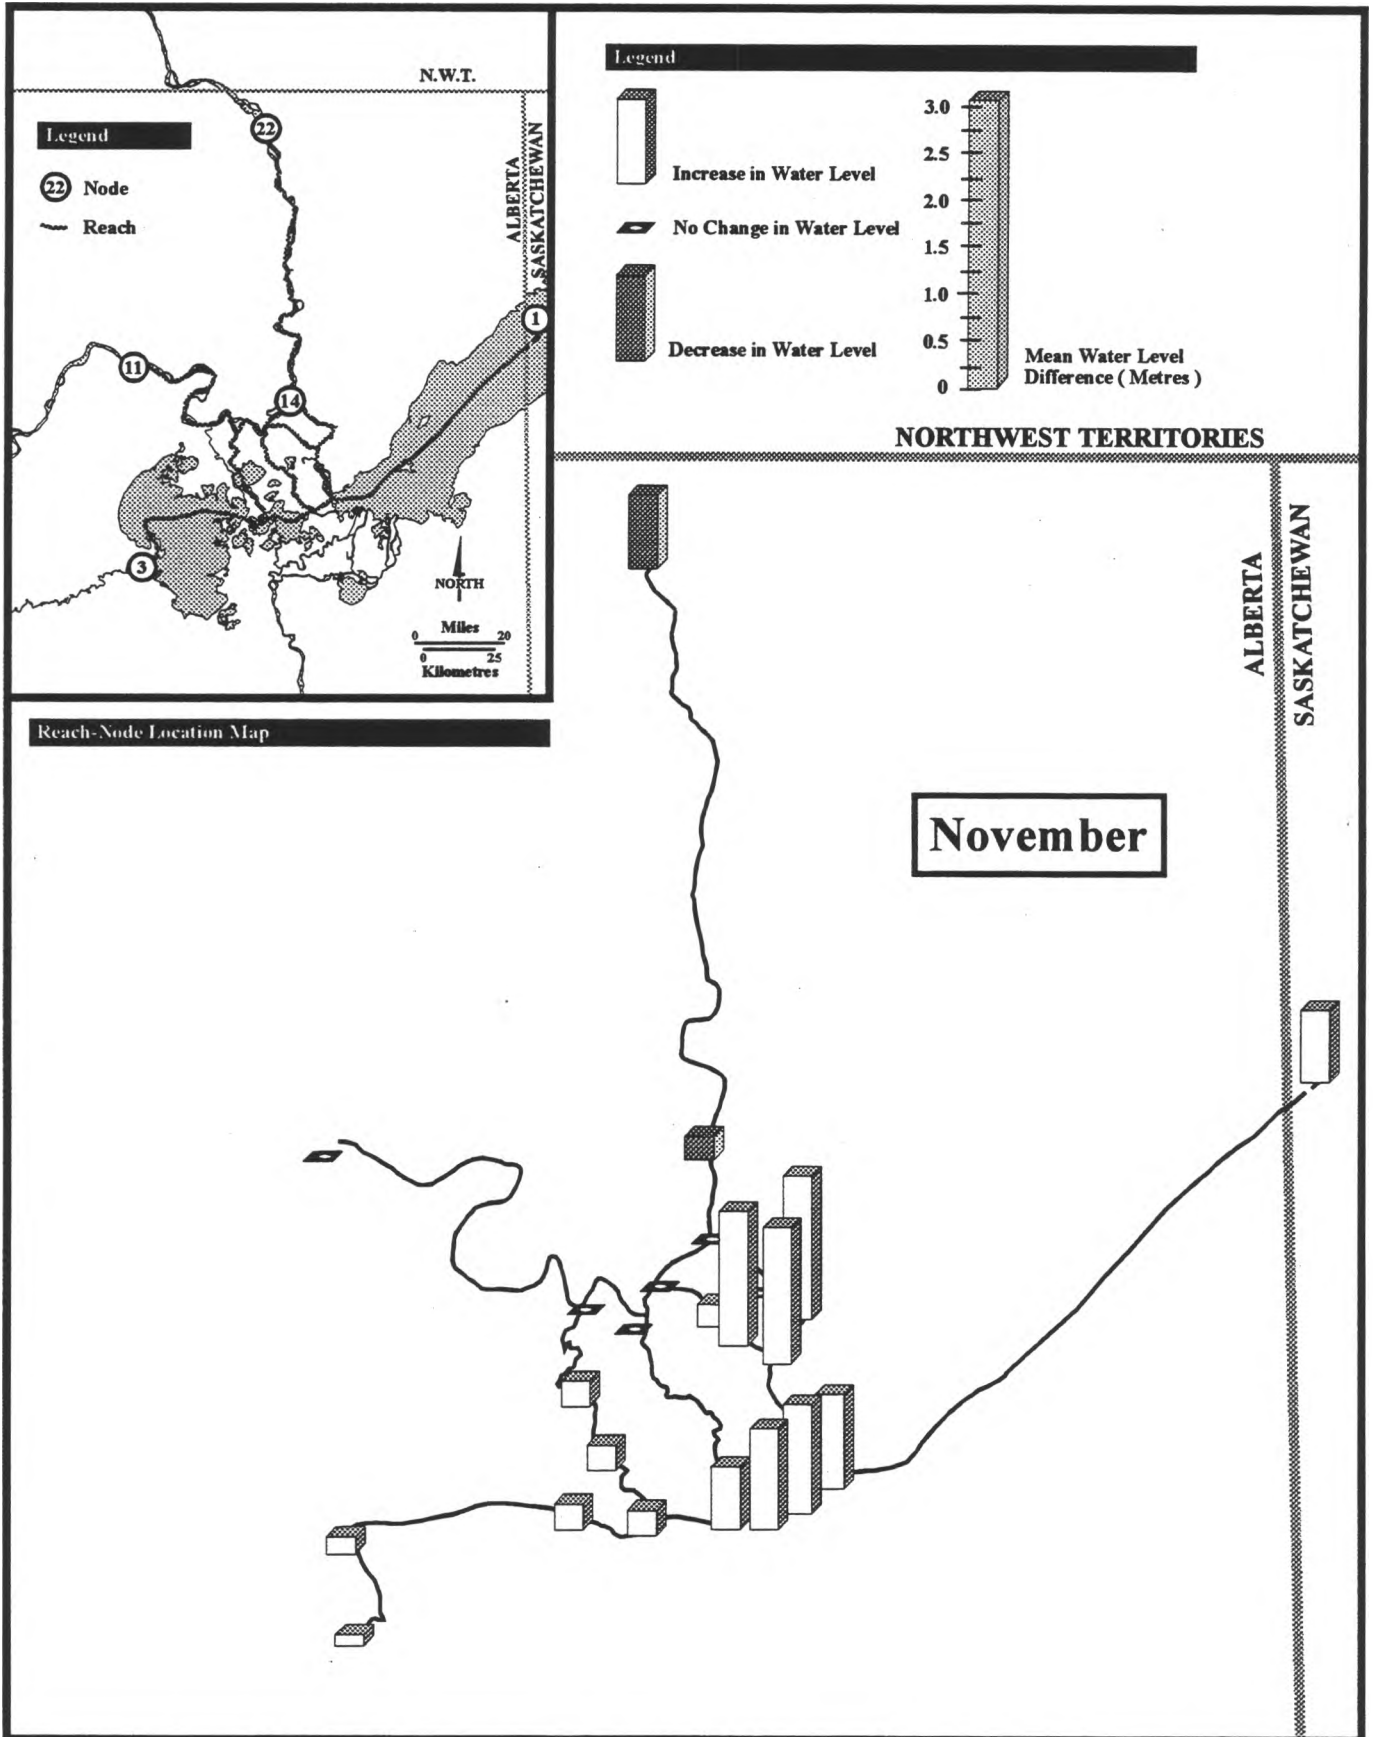 N.W.T.
Legend
22
22 Node
Reach
ALBERTA
SASKATCHEWAN
1
11
14
3
NORTH
Miles
0 20
0 25
Kilometres
Reach-Node Location Map
Legend
Increase in Water Level
No Change in Water Level
Decrease in Water Level
3.0
2.5
2.0
1.5
1.0
0.5
0
Mean Water Level
Difference ( Metres )
NORTHWEST TERRITORIES
ALBERTA
SASKATCHEWAN
November